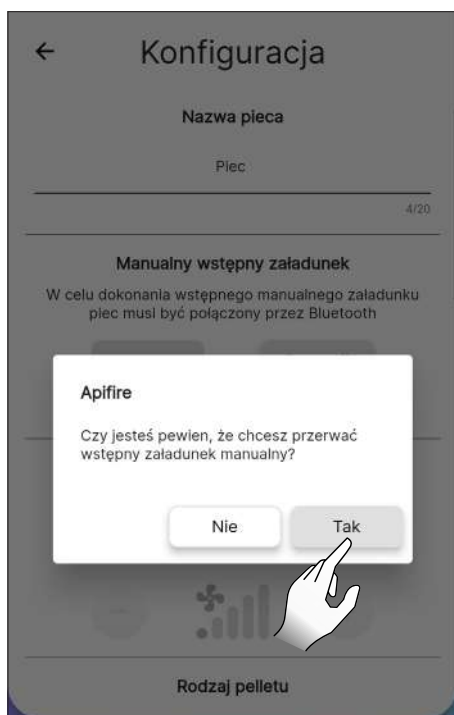 Konfiguracja
Nazwa pieca
Piec
4/20
Manualny wstępny załadunek
W celu dokonania wstępnego manualnego załadunku
piec musi być połączony przez Bluetooth
Apifire
Czy jesteś pewien, że chcesz przerwać
wstępny załadunek manualny?
Nie
Tak
Rodzaj pelletu